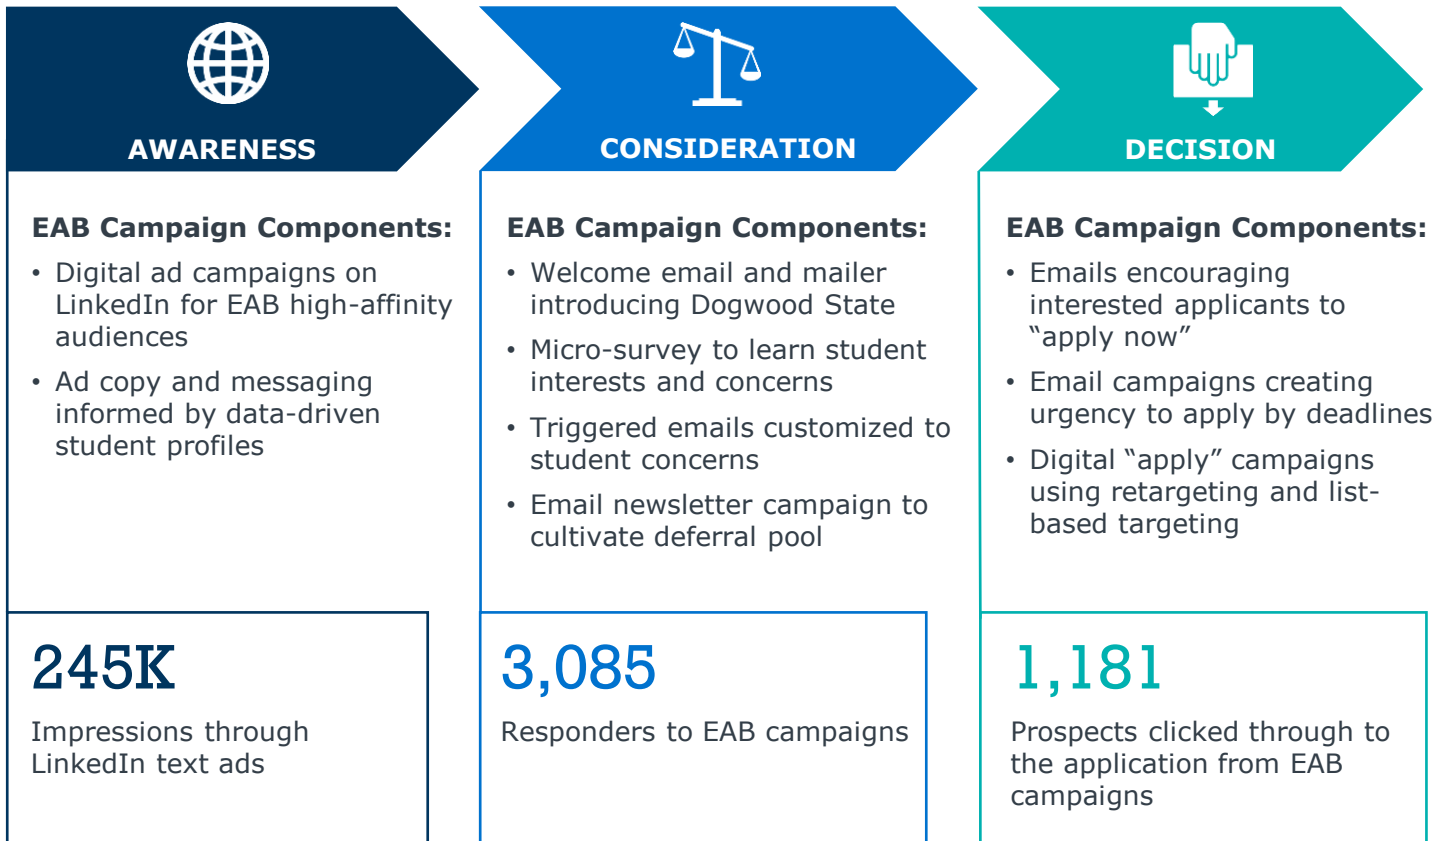 AWARENESS
EAB Campaign Components:
• Digital ad campaigns on
LinkedIn for EAB high-affinity
audiences
• Ad copy and messaging
informed by data-driven
student profiles
245K
Impressions through
LinkedIn text ads
CONSIDERATION
EAB Campaign Components:
• Welcome email and mailer
introducing Dogwood State
• Micro-survey to learn student
interests and concerns
• Triggered emails customized to
student concerns
• Email newsletter campaign to
cultivate deferral pool
3,085
Responders to EAB campaigns
DECISION
EAB Campaign Components:
• Emails encouraging
interested applicants to
“apply now”
• Email campaigns creating
urgency to apply by deadlines
• Digital “apply” campaigns
using retargeting and list-
based targeting
1,181
Prospects clicked through to
the application from EAB
campaigns